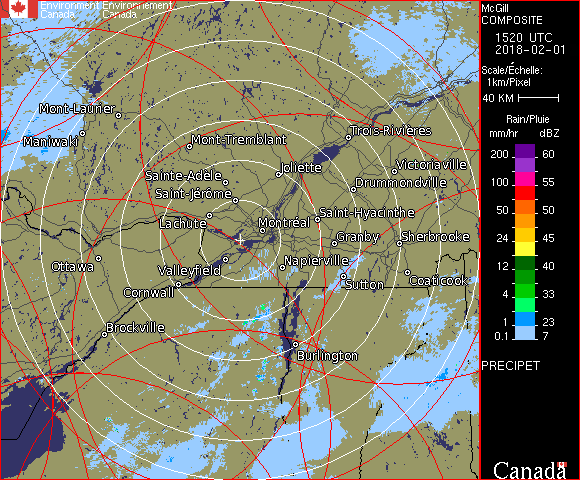 Environment Environnement
Canada Canada
McGill
COMPOSITE
1520 UTC
2018-02-01
Scale/Échelle:
1km/Pixel
40 KM
Rain/Pluie
mm/hr dBZ
200 60
100 55
50 50
24 45
12 40
4 33
1 23
0.1 7
PRECIPET
Canada
Mont-Laurier
Maniwaki
Mont-Tremblant
Trois-Rivières
Joliette
Victoriaville
Sainte-Adèle
Drummondville
Saint-Jérôme
Lachute
Saint-Hyacinthe
Montréal
Granby
Sherbrooke
Ottawa
Valleyfield
Napierville
Coaticook
Cornwall
Sutton
Brockville
Burlington